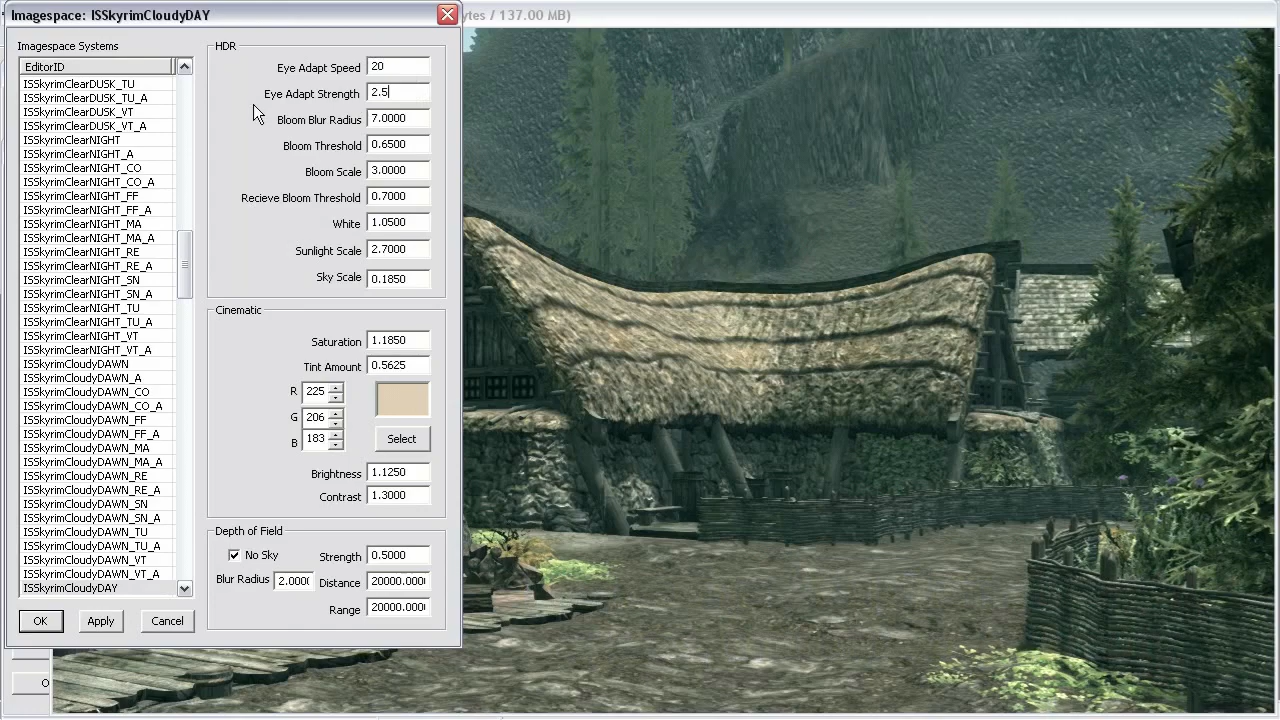 Imagespace: ISSkyrimCloudyDAY
ytes / 137.00 MB)
Imagespace Systems
EditorID
ISSkyrimClearDUSK_TU
ISSkyrimClearDUSK_TU_A
ISSkyrimClearDUSK_VT
ISSkyrimClearDUSK_VT_A
ISSkyrimClearNIGHT
ISSkyrimClearNIGHT_A
ISSkyrimClearNIGHT_CO
ISSkyrimClearNIGHT_CO_A
ISSkyrimClearNIGHT_FF
ISSkyrimClearNIGHT_FF_A
ISSkyrimClearNIGHT_MA
ISSkyrimClearNIGHT_MA_A
ISSkyrimClearNIGHT_RE
ISSkyrimClearNIGHT_RE_A
ISSkyrimClearNIGHT_SN
ISSkyrimClearNIGHT_SN_A
ISSkyrimClearNIGHT_TU
ISSkyrimClearNIGHT_TU_A
ISSkyrimClearNIGHT_VT
ISSkyrimClearNIGHT_VT_A
ISSkyrimCloudyDAWN
ISSkyrimCloudyDAWN_A
ISSkyrimCloudyDAWN_CO
ISSkyrimCloudyDAWN_CO_A
ISSkyrimCloudyDAWN_FF
ISSkyrimCloudyDAWN_FF_A
ISSkyrimCloudyDAWN_MA
ISSkyrimCloudyDAWN_MA_A
ISSkyrimCloudyDAWN_RE
ISSkyrimCloudyDAWN_RE_A
ISSkyrimCloudyDAWN_SN
ISSkyrimCloudyDAWN_SN_A
ISSkyrimCloudyDAWN_TU
ISSkyrimCloudyDAWN_TU_A
ISSkyrimCloudyDAWN_VT
ISSkyrimCloudyDAWN_VT_A
ISSkyrimCloudyDAY
OK Apply Cancel
HDR
Eye Adapt Speed 20
Eye Adapt Strength 2.5
Bloom Blur Radius 7.0000
Bloom Threshold 0.6500
Bloom Scale 3.0000
Recieve Bloom Threshold 0.7000
White 1.0500
Sunlight Scale 2.7000
Sky Scale 0.1850
Cinematic
Saturation 1.1850
Tint Amount 0.5625
R 225
G 206
B 183
Select
Brightness 1.1250
Contrast 1.3000
Depth of Field
No Sky Strength 0.5000
Blur Radius 2.000 Distance 20000.000
Range 20000.000
O